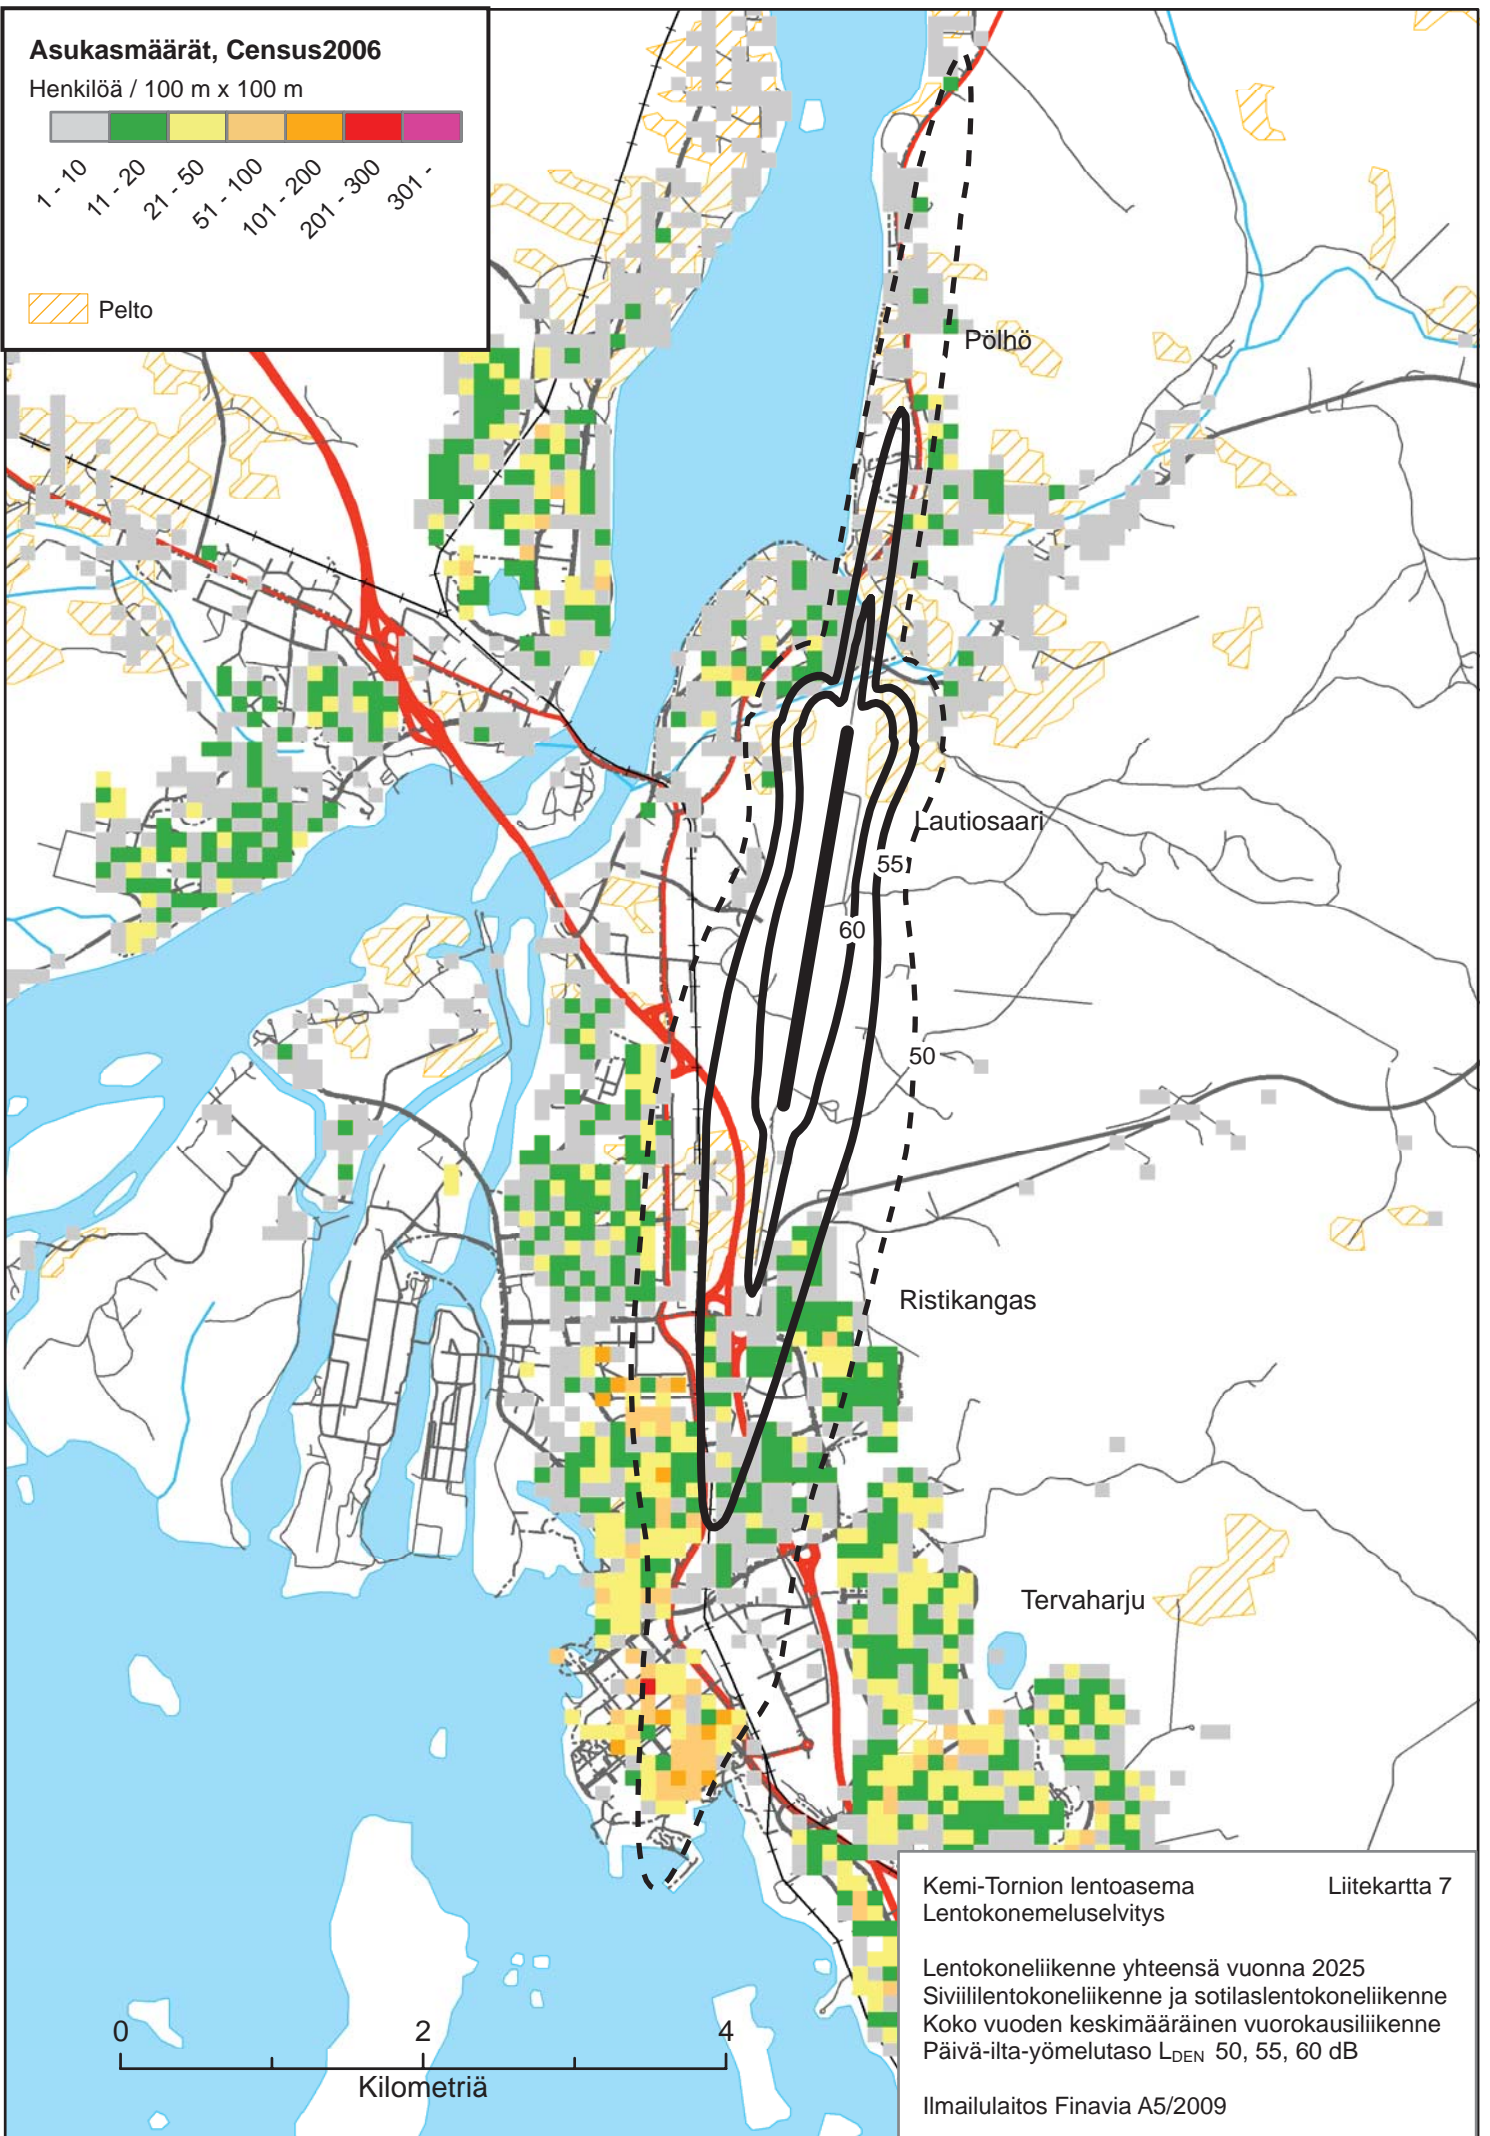 Asukasmäärät, Census2006
Henkilöä / 100 m x 100 m
1 - 10
11 - 20
21 - 50
51 - 100
101 - 200
201 - 300
301 -
Pelto
Pölhö
Lautiosaari
55
60
50
Ristikangas
Tervaharju
0 2 4
Kilometriä
Kemi-Tornion lentoasema Liitekartta 7
Lentokonemeluselvitys
Lentokoneliikenne yhteensä vuonna 2025
Siviililentokoneliikenne ja sotilaslentokoneliikenne
Koko vuoden keskimääräinen vuorokausiliikenne
Päivä-ilta-yömelutaso LDEN 50, 55, 60 dB
Ilmailulaitos Finavia A5/2009